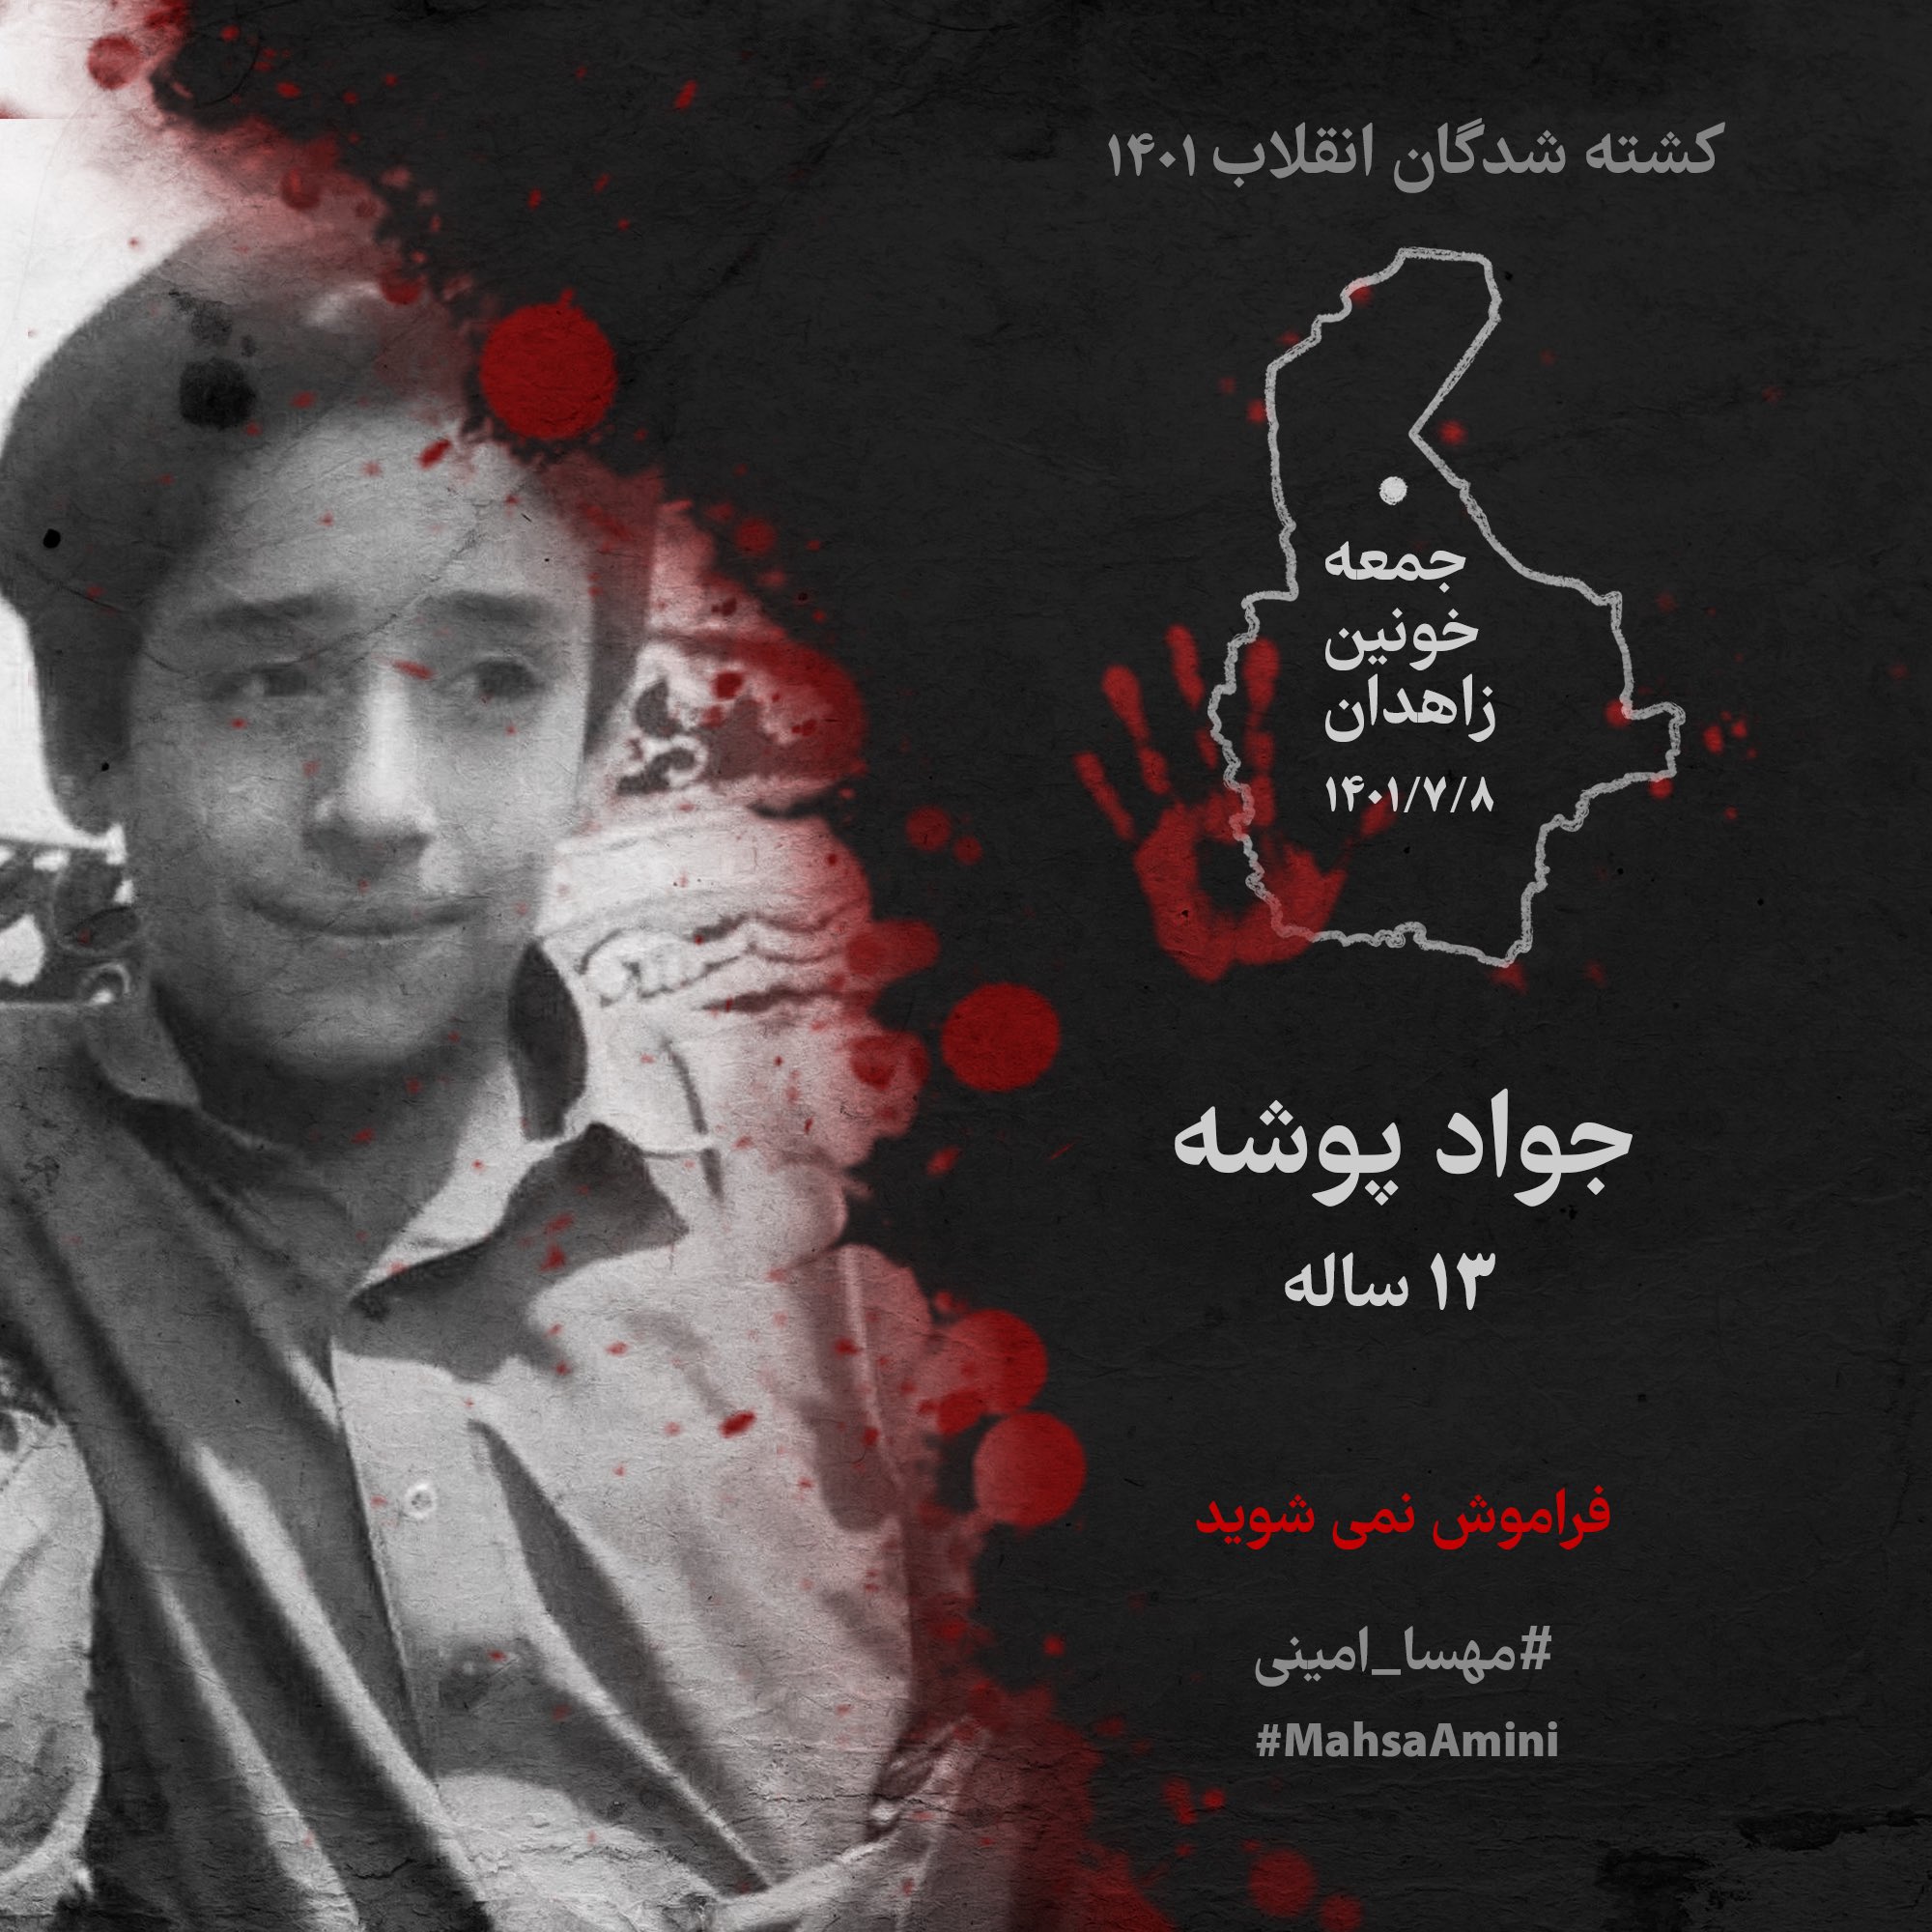 کشته شدگان انقلاب ۱۴۰۱
جمعه
خونین
زاهدان
۱۴۰۱/۷/۸
جواد پوشه
۱۳ ساله
فراموش نمی شوید
#مهسا_امینی
#MahsaAmini